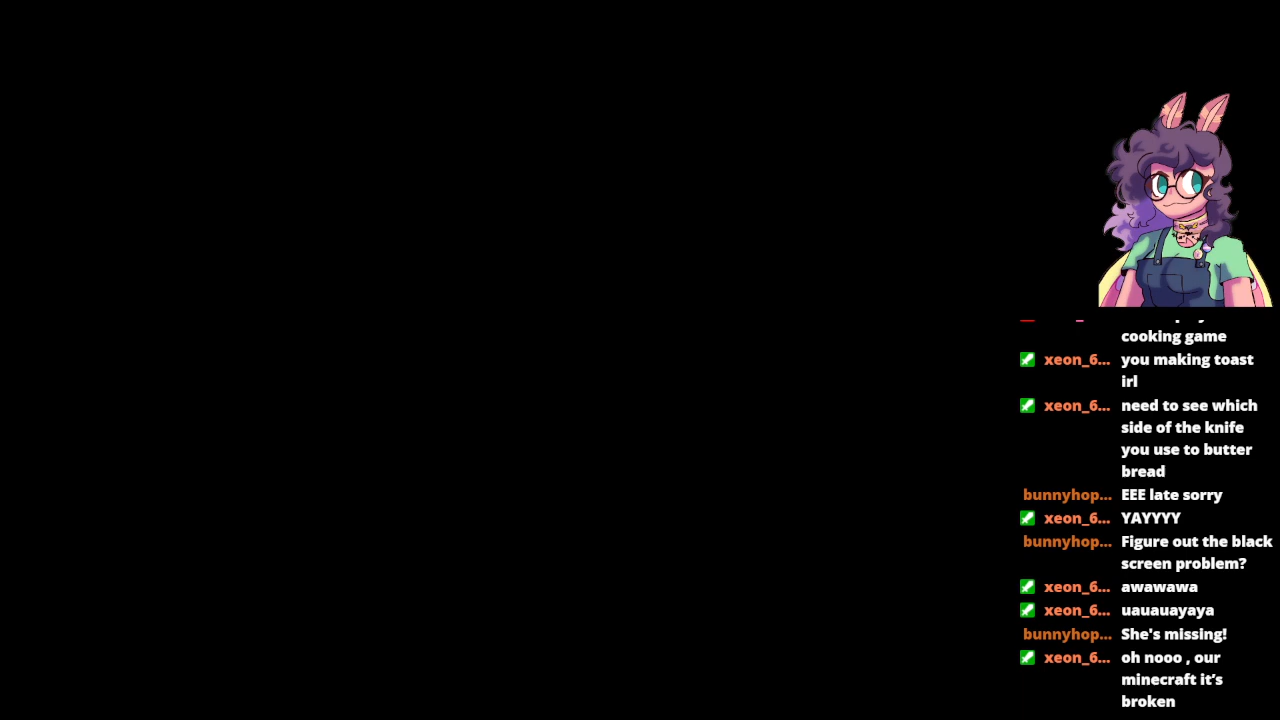 cooking game
xeon_6... you making toast
irl
xeon_6... need to see which
side of the knife
you use to butter
bread
bunnyhop... EEE late sorry
xeon_6... YAYYYY
bunnyhop... Figure out the black
screen problem?
xeon_6... awawawa
xeon_6... uauauayaya
bunnyhop... She's missing!
xeon_6... oh nooo , our
minecraft it’s
broken